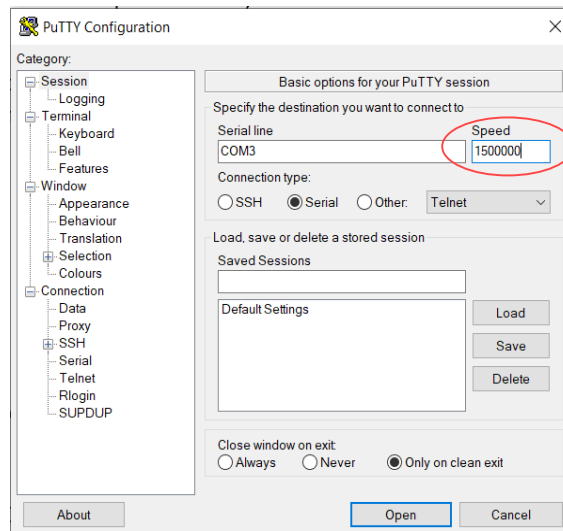 PuTTY Configuration
Category:
Session
Logging
Terminal
Keyboard
Bell
Features
Window
Appearance
Behaviour
Translation
Selection
Colours
Connection
Data
Proxy
SSH
Serial
Telnet
Rlogin
SUPDUP
Basic options for your PuTTY session
Specify the destination you want to connect to
Serial line Speed
COM3 1500000
Connection type:
SSH Serial Other: Telnet
Load, save or delete a stored session
Saved Sessions
Default Settings
Load
Save
Delete
Close window on exit:
Always Never Only on clean exit
About Open Cancel